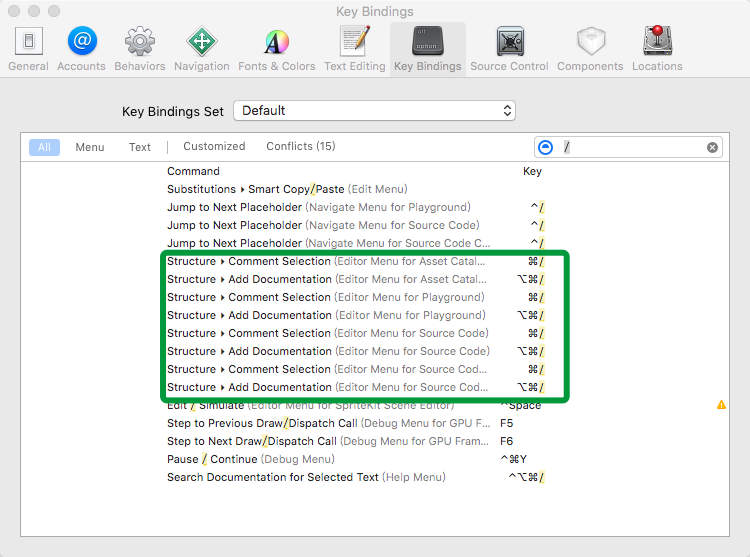 Key Bindings
General Accounts Behaviors Navigation Fonts & Colors Text Editing Key Bindings Source Control Components Locations
Key Bindings Set Default
All Menu Text Customized Conflicts (15) /
Command Key
Substitutions ▸ Smart Copy/Paste (Edit Menu)
Jump to Next Placeholder (Navigate Menu for Playground) ^/
Jump to Next Placeholder (Navigate Menu for Source Code) ^/
Jump to Next Placeholder (Navigate Menu for Source Code C... ^/
Structure ▸ Comment Selection (Editor Menu for Asset Catal... ⌘/
Structure ▸ Add Documentation (Editor Menu for Asset Catal... ⌥⌘/
Structure ▸ Comment Selection (Editor Menu for Playground) ⌘/
Structure ▸ Add Documentation (Editor Menu for Playground) ⌥⌘/
Structure ▸ Comment Selection (Editor Menu for Source Code) ⌘/
Structure ▸ Add Documentation (Editor Menu for Source Code) ⌥⌘/
Structure ▸ Comment Selection (Editor Menu for Source Cod... ⌘/
Structure ▸ Add Documentation (Editor Menu for Source Cod... ⌥⌘/
Edit / Simulate (Editor Menu for SpriteKit Scene Editor) ^Space
Step to Previous Draw/Dispatch Call (Debug Menu for GPU F... F5
Step to Next Draw/Dispatch Call (Debug Menu for GPU Fram... F6
Pause / Continue (Debug Menu) ^⌘Y
Search Documentation for Selected Text (Help Menu) ^⌥⌘/